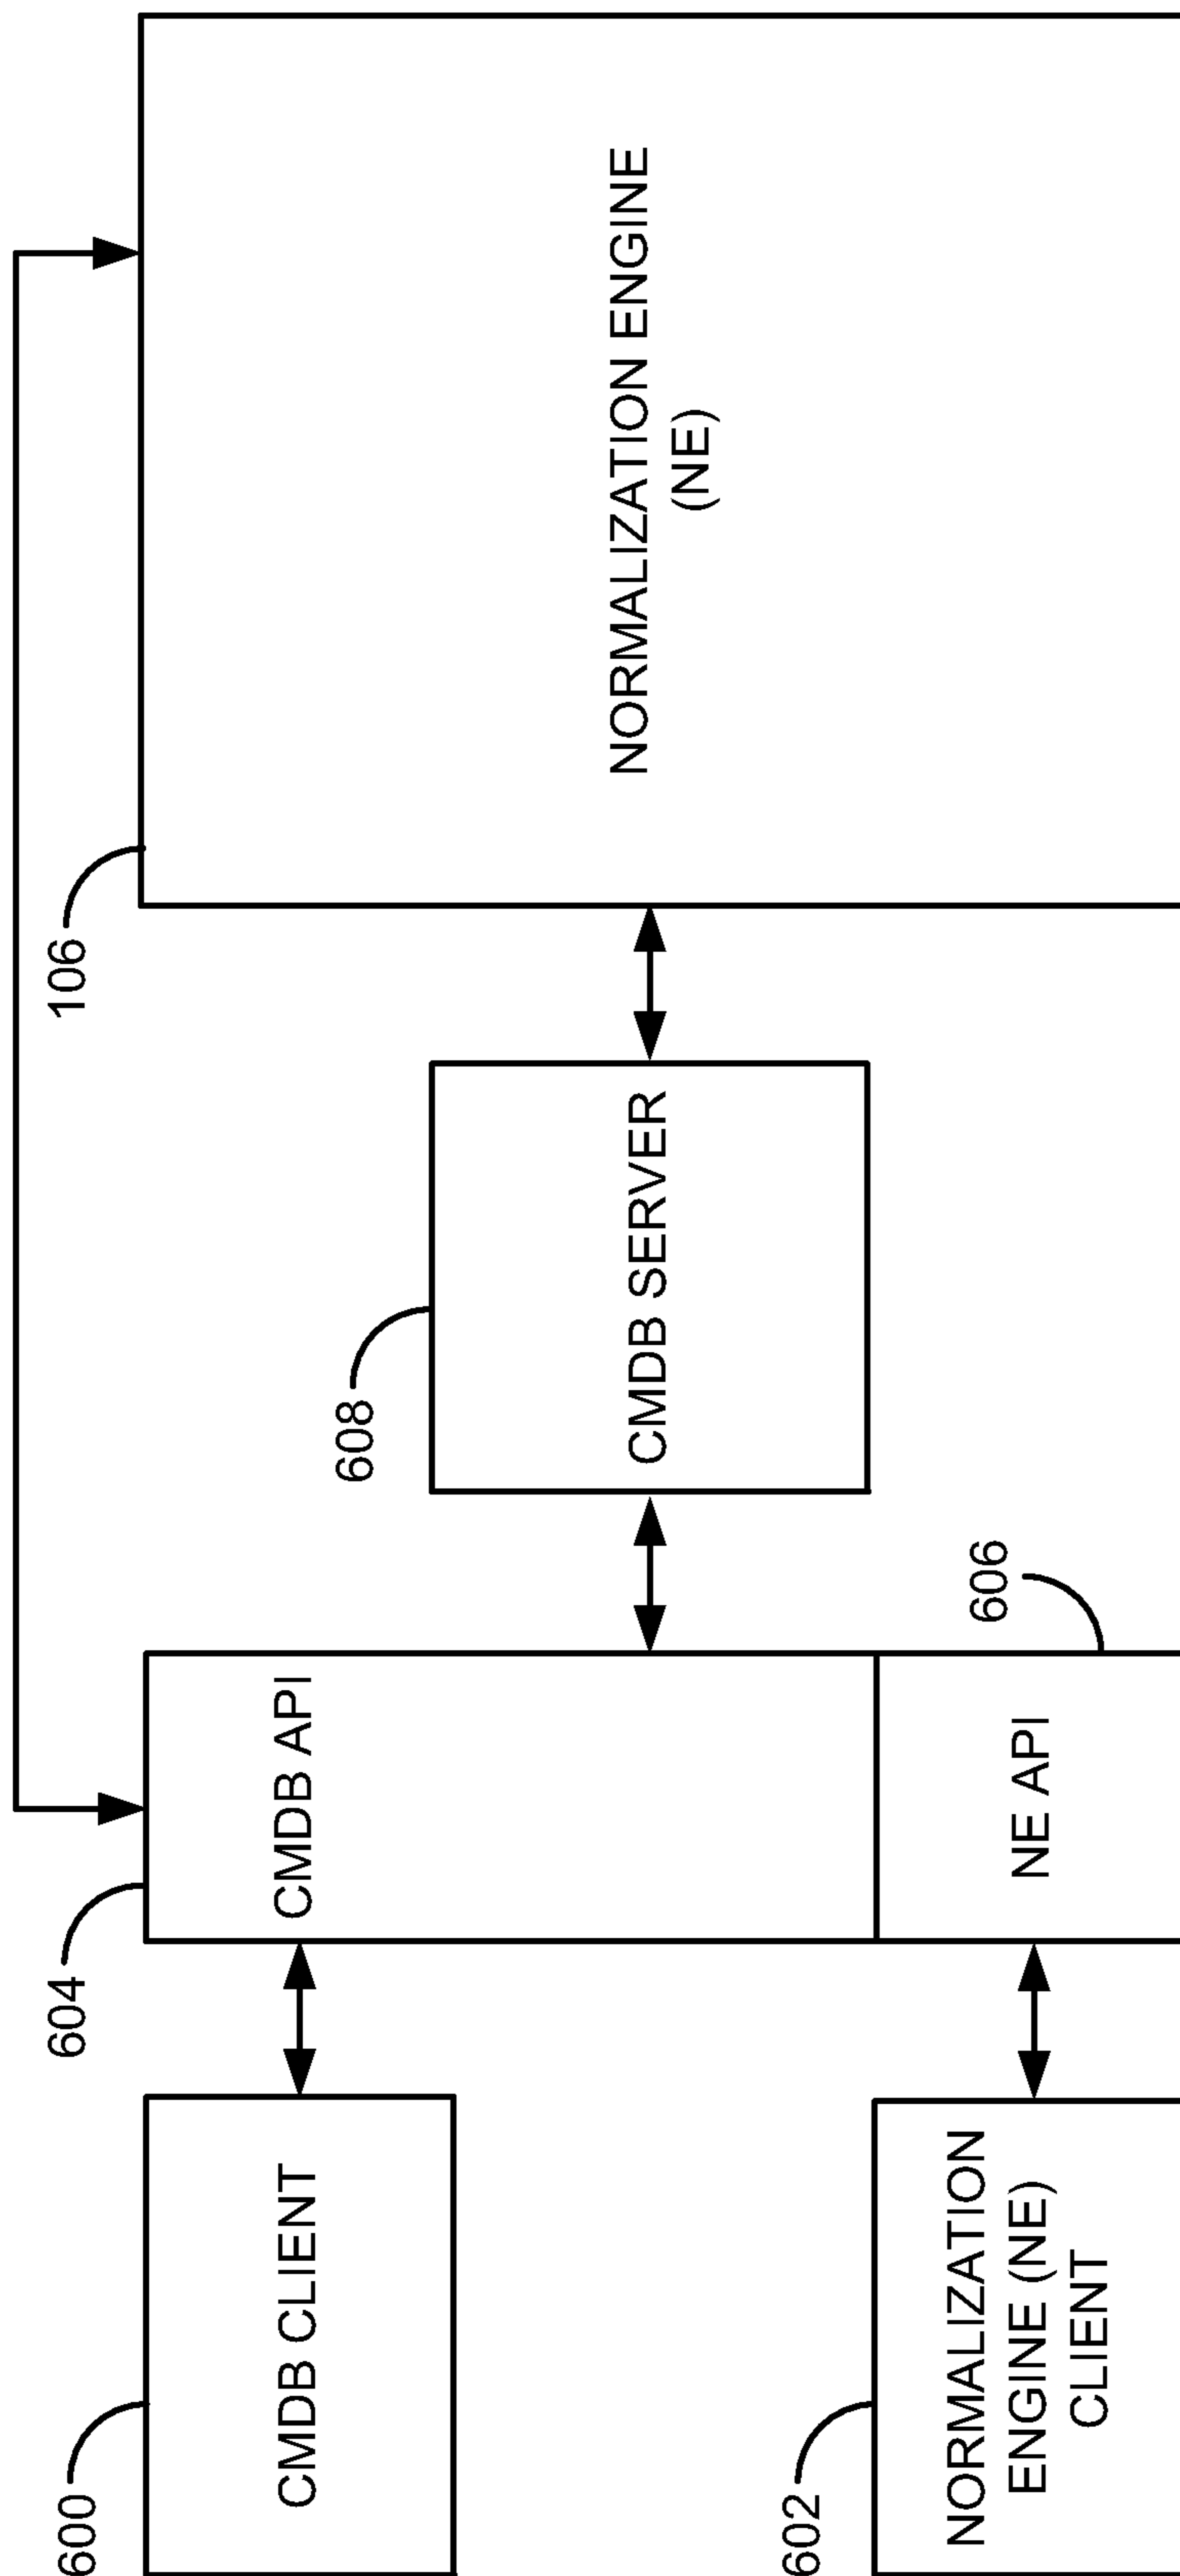 600
CMDB CLIENT
604
CMDB API
608
CMDB SERVER
106
NORMALIZATION ENGINE
(NE)
602
NORMALIZATION
ENGINE (NE)
CLIENT
606
NE API